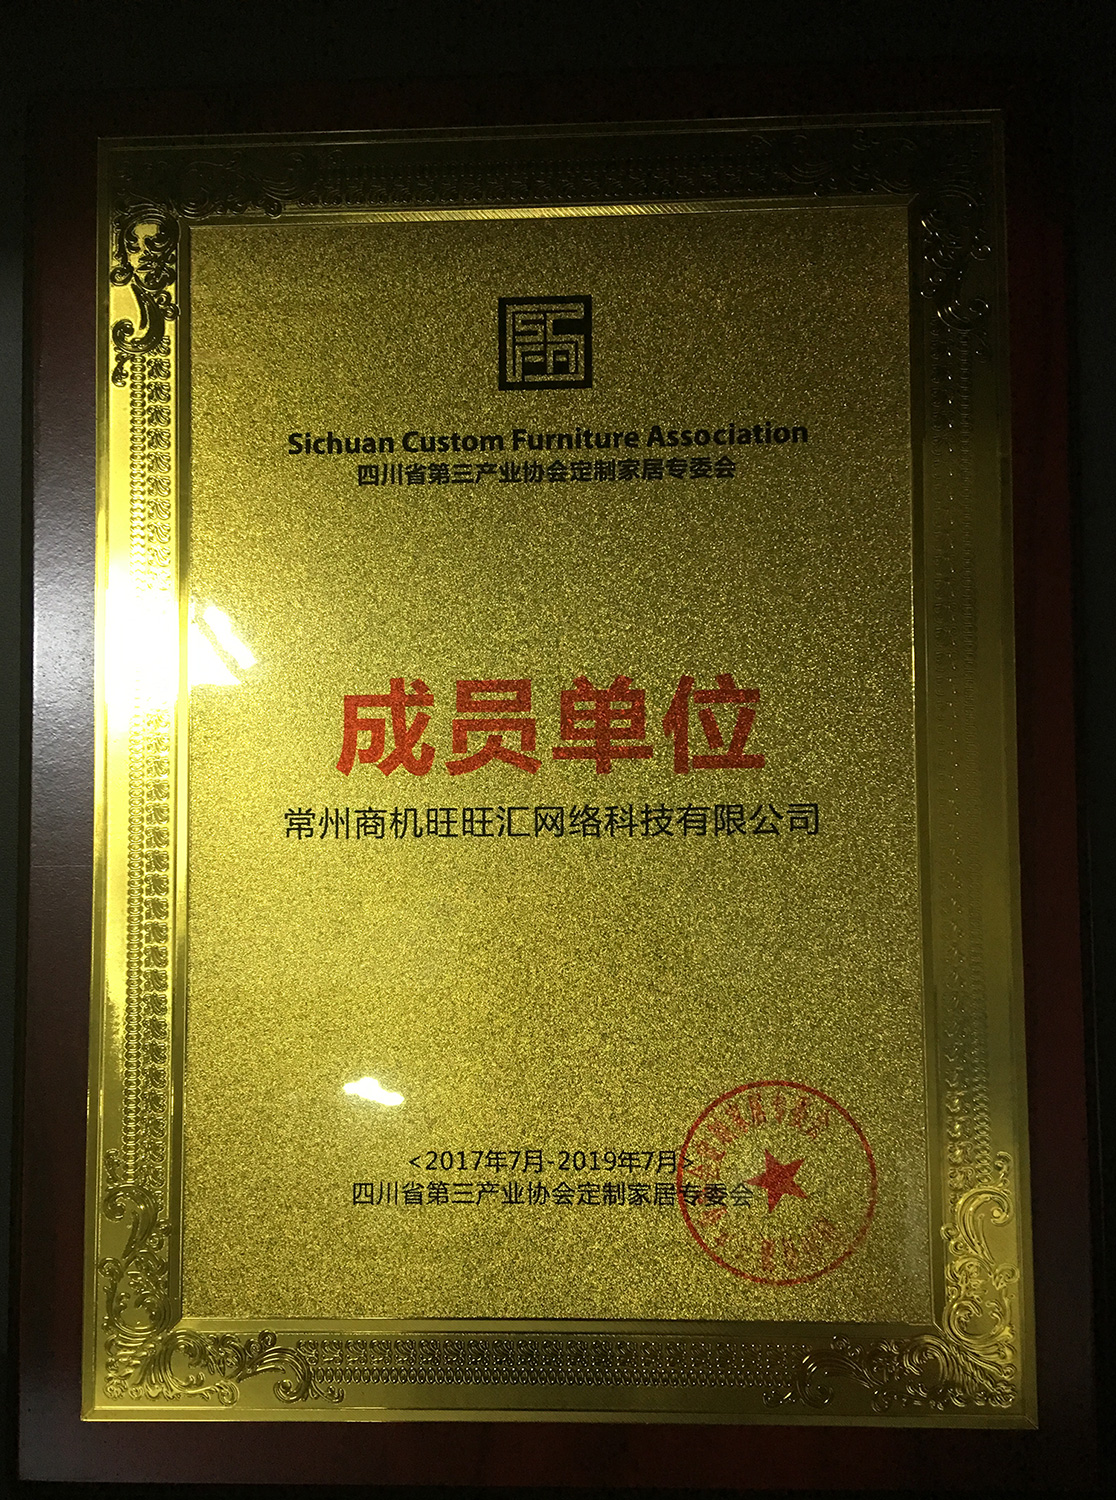 Sichuan Custom Furniture Association
四川省第三产业协会定制家居专委会
成员单位
常州商机旺旺汇网络科技有限公司
<2017年7月-2019年7月>
四川省第三产业协会定制家居专委会